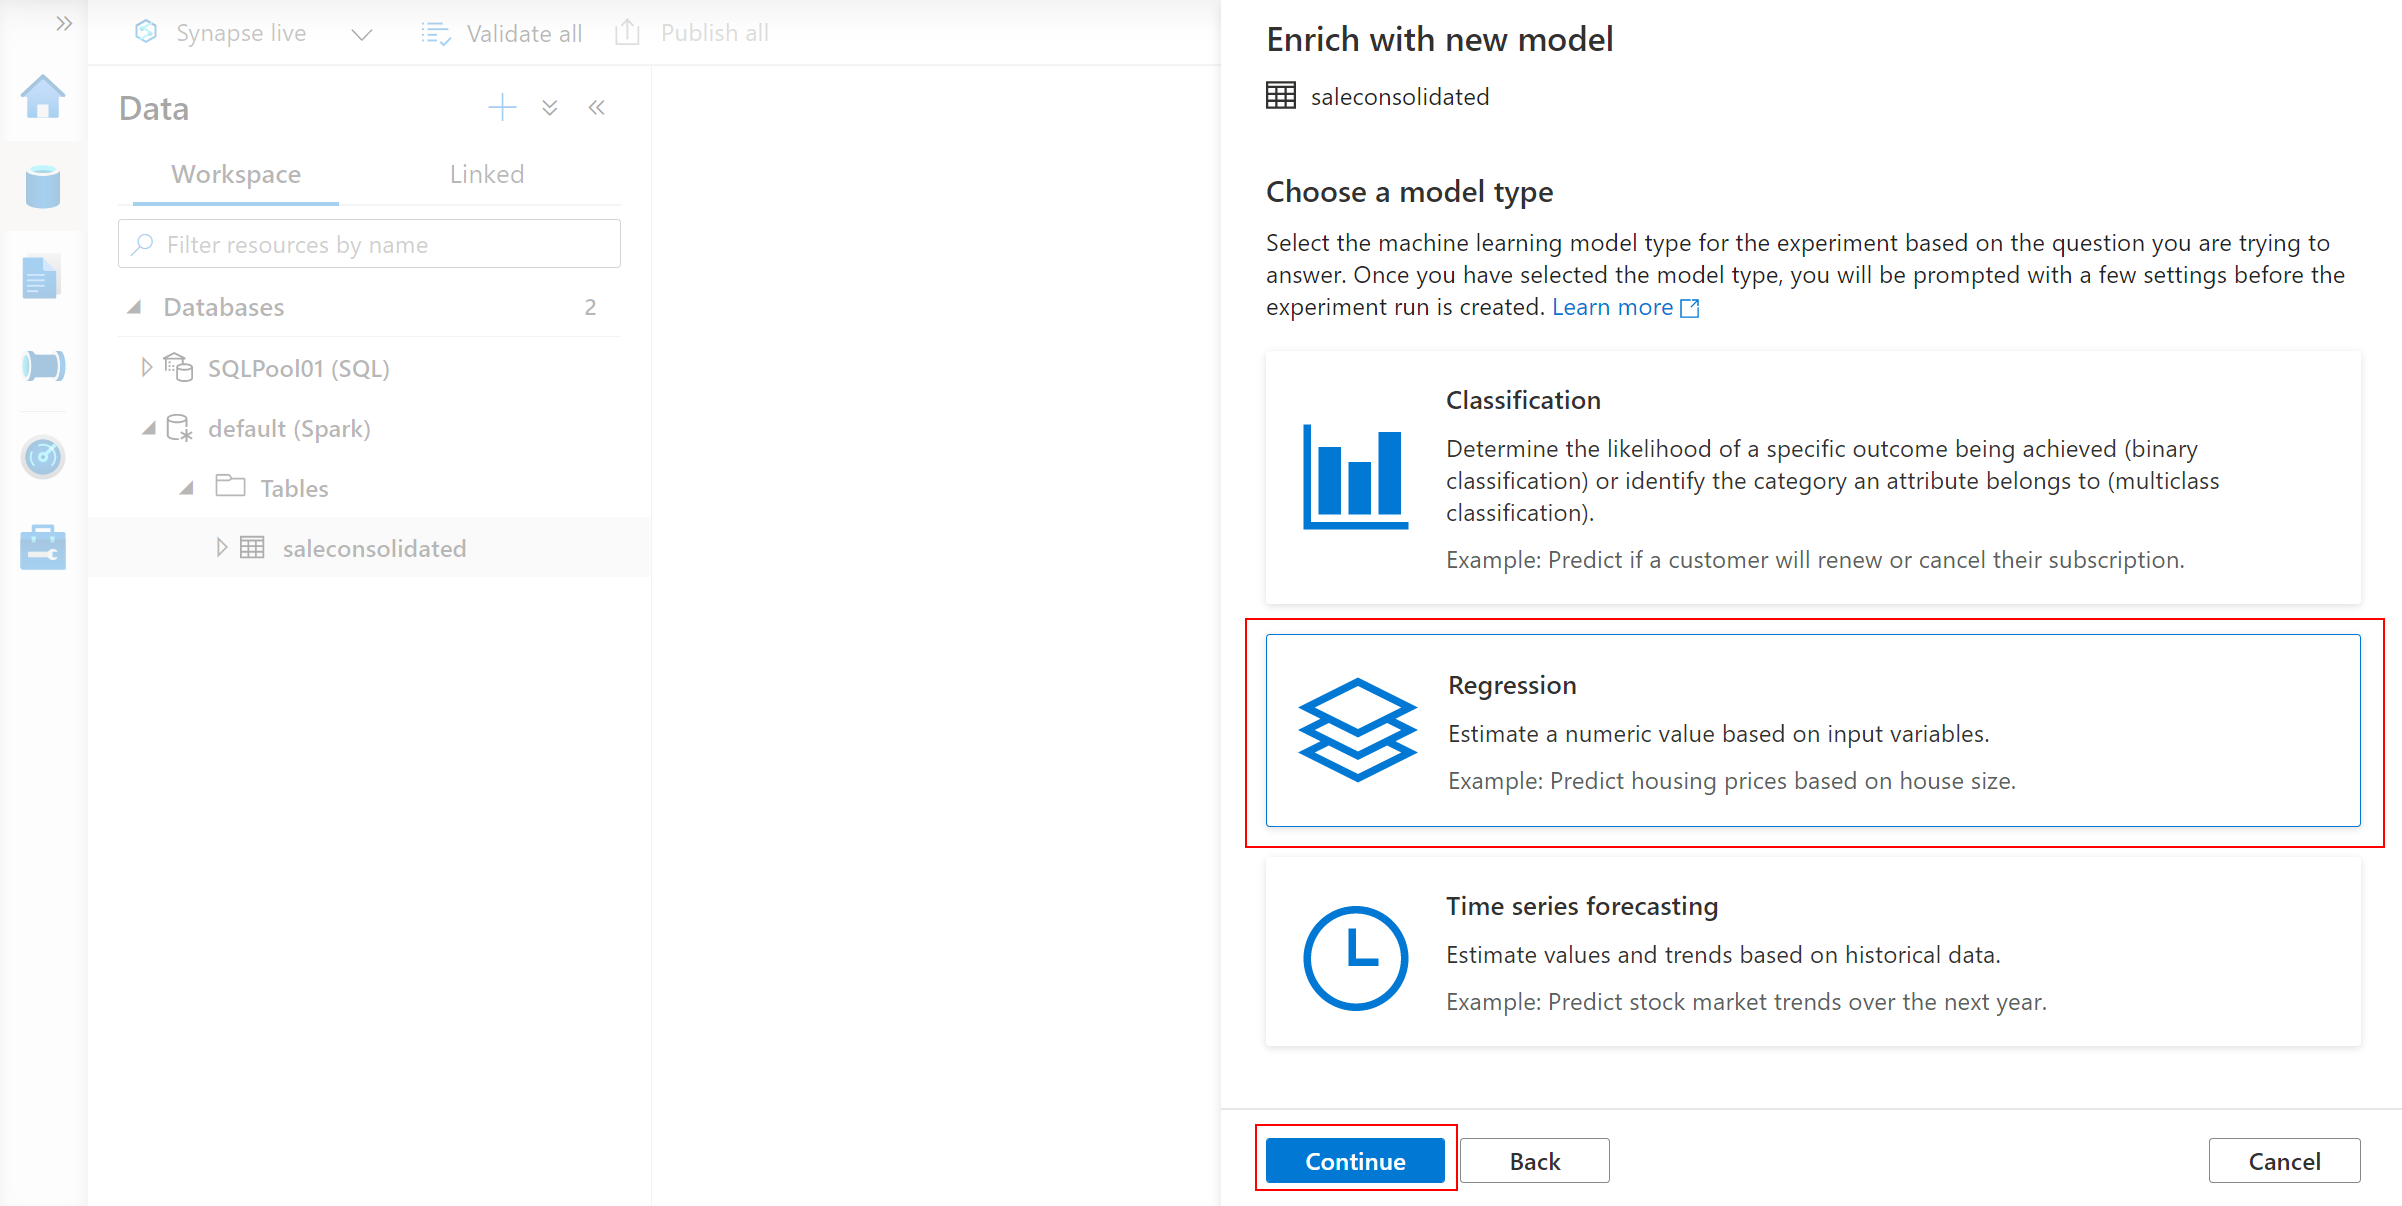 Synapse live
Validate all
Publish all
Data
Workspace
Linked
Filter resources by name
Databases 2
SQLPool01 (SQL)
default (Spark)
Tables
saleconsolidated
Enrich with new model
saleconsolidated
Choose a model type
Select the machine learning model type for the experiment based on the question you are trying to
answer. Once you have selected the model type, you will be prompted with a few settings before the
experiment run is created. Learn more
Classification
Determine the likelihood of a specific outcome being achieved (binary
classification) or identify the category an attribute belongs to (multiclass
classification).
Example: Predict if a customer will renew or cancel their subscription.
Regression
Estimate a numeric value based on input variables.
Example: Predict housing prices based on house size.
Time series forecasting
Estimate values and trends based on historical data.
Example: Predict stock market trends over the next year.
Continue
Back
Cancel